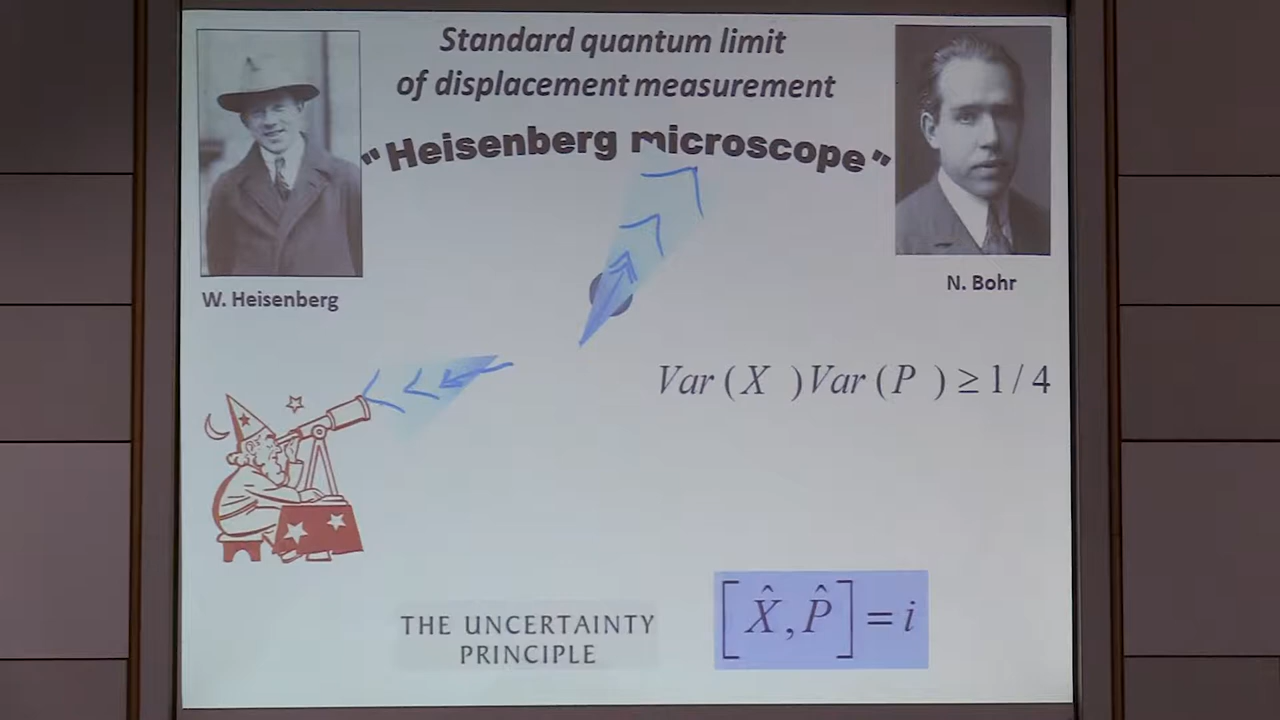 Standard quantum limit
of displacement measurement
"Heisenberg microscope"
W. Heisenberg
N. Bohr
Var (X ) Var (P ) ≥ 1 / 4
THE UNCERTAINTY
PRINCIPLE
[X̂, P̂] = i